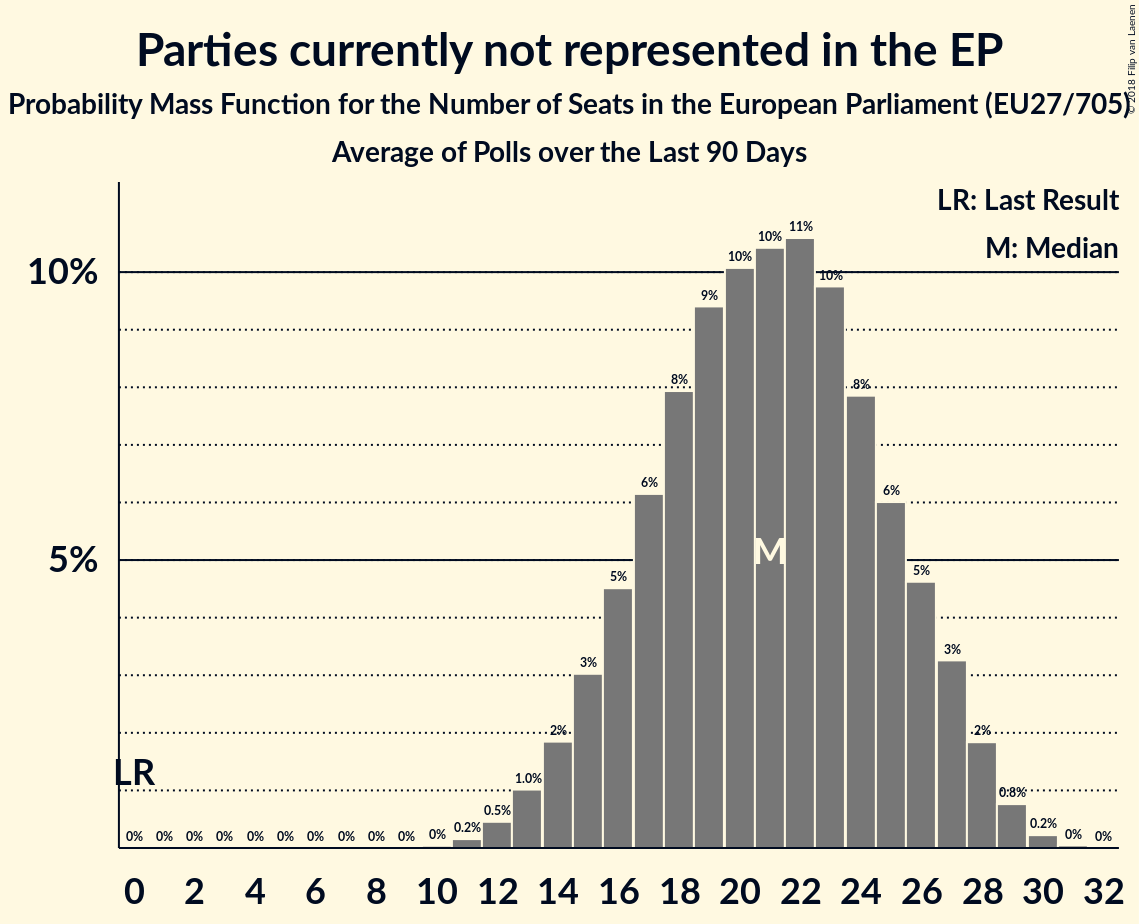 Parties currently not represented in the EP
Probability Mass Function for the Number of Seats in the European Parliament (EU27/705)
Average of Polls over the Last 90 Days
© 2018 Filip van Laenen
LR: Last Result
M: Median
10%
5%
LR
M
0% 0% 0% 0% 0% 0% 0% 0% 0% 0% 0% 0.2% 0.5% 1.0% 2% 3% 5% 6% 8% 9% 10% 10% 11% 10% 8% 6% 5% 3% 2% 0.8% 0.2% 0% 0%
0 2 4 6 8 10 12 14 16 18 20 22 24 26 28 30 32